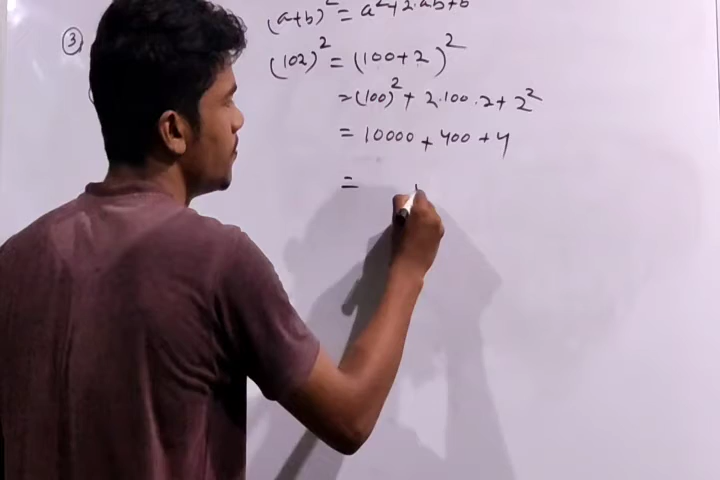 (a+b)² = a²+2.ab+b
③
(102)² = (100+2)²
= (100)² + 2.100.2 + 2²
= 10000 + 400 + 4
=